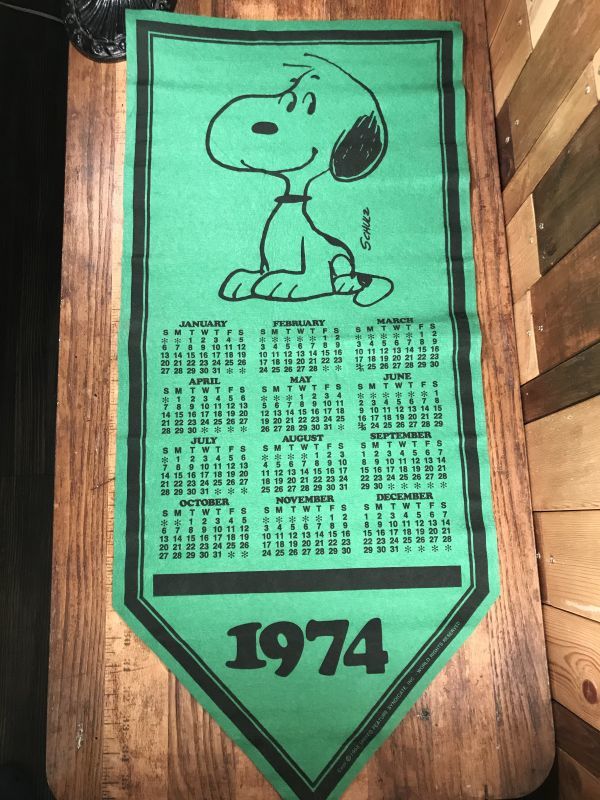 SCHULZ
JANUARY
S M T W T F S
* * 1 2 3 4 5
6 7 8 9 10 11 12
13 14 15 16 17 18 19
20 21 22 23 24 25 26
27 28 29 30 31 * *
FEBRUARY
S M T W T F S
* * * * * 1 2
3 4 5 6 7 8 9
10 11 12 13 14 15 16
17 18 19 20 21 22 23
24 25 26 27 28 * *
MARCH
S M T W T F S
* * * * * 1 2
3 4 5 6 7 8 9
10 11 12 13 14 15 16
17 18 19 20 21 22 23
24/31 25 26 27 28 29 30
APRIL
S M T W T F S
* 1 2 3 4 5 6
7 8 9 10 11 12 13
14 15 16 17 18 19 20
21 22 23 24 25 26 27
28 29 30 * * * *
MAY
S M T W T F S
* * * 1 2 3 4
5 6 7 8 9 10 11
12 13 14 15 16 17 18
19 20 21 22 23 24 25
26 27 28 29 30 31 *
JUNE
S M T W T F S
* * * * * * 1
2 3 4 5 6 7 8
9 10 11 12 13 14 15
16 17 18 19 20 21 22
23/30 24 25 26 27 28 29
JULY
S M T W T F S
* 1 2 3 4 5 6
7 8 9 10 11 12 13
14 15 16 17 18 19 20
21 22 23 24 25 26 27
28 29 30 31 * * *
AUGUST
S M T W T F S
* * * * 1 2 3
4 5 6 7 8 9 10
11 12 13 14 15 16 17
18 19 20 21 22 23 24
25 26 27 28 29 30 31
SEPTEMBER
S M T W T F S
1 2 3 4 5 6 7
8 9 10 11 12 13 14
15 16 17 18 19 20 21
22 23 24 25 26 27 28
29 30 * * * * *
OCTOBER
S M T W T F S
* * 1 2 3 4 5
6 7 8 9 10 11 12
13 14 15 16 17 18 19
20 21 22 23 24 25 26
27 28 29 30 31 * *
NOVEMBER
S M T W T F S
* * * * * 1 2
3 4 5 6 7 8 9
10 11 12 13 14 15 16
17 18 19 20 21 22 23
24 25 26 27 28 29 30
DECEMBER
S M T W T F S
1 2 3 4 5 6 7
8 9 10 11 12 13 14
15 16 17 18 19 20 21
22 23 24 25 26 27 28
29 30 31 * * * *
1974
© 1958 UNITED FEATURE SYNDICATE, INC. WORLD RIGHTS RESERVED